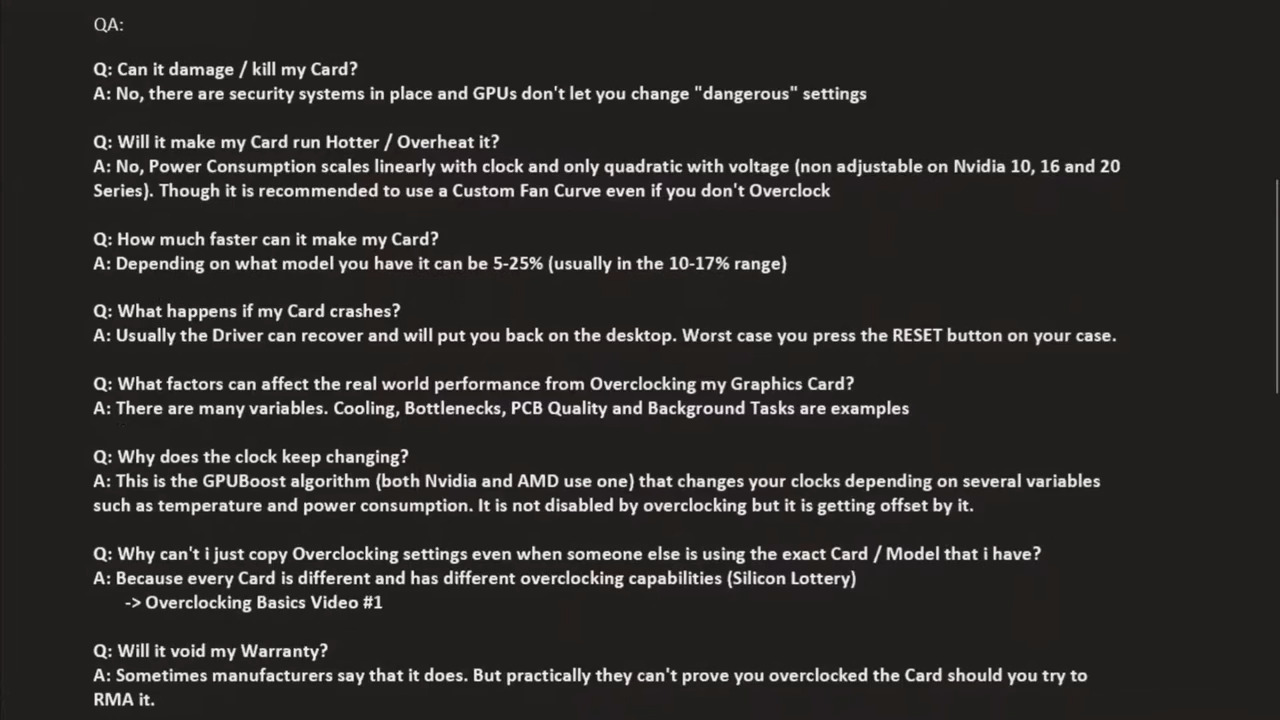 QA:
Q: Can it damage / kill my Card?
A: No, there are security systems in place and GPUs don't let you change "dangerous" settings
Q: Will it make my Card run Hotter / Overheat it?
A: No, Power Consumption scales linearly with clock and only quadratic with voltage (non adjustable on Nvidia 10, 16 and 20
Series). Though it is recommended to use a Custom Fan Curve even if you don't Overclock
Q: How much faster can it make my Card?
A: Depending on what model you have it can be 5-25% (usually in the 10-17% range)
Q: What happens if my Card crashes?
A: Usually the Driver can recover and will put you back on the desktop. Worst case you press the RESET button on your case.
Q: What factors can affect the real world performance from Overclocking my Graphics Card?
A: There are many variables. Cooling, Bottlenecks, PCB Quality and Background Tasks are examples
Q: Why does the clock keep changing?
A: This is the GPUBoost algorithm (both Nvidia and AMD use one) that changes your clocks depending on several variables
such as temperature and power consumption. It is not disabled by overclocking but it is getting offset by it.
Q: Why can't i just copy Overclocking settings even when someone else is using the exact Card / Model that i have?
A: Because every Card is different and has different overclocking capabilities (Silicon Lottery)
-> Overclocking Basics Video #1
Q: Will it void my Warranty?
A: Sometimes manufacturers say that it does. But practically they can't prove you overclocked the Card should you try to
RMA it.